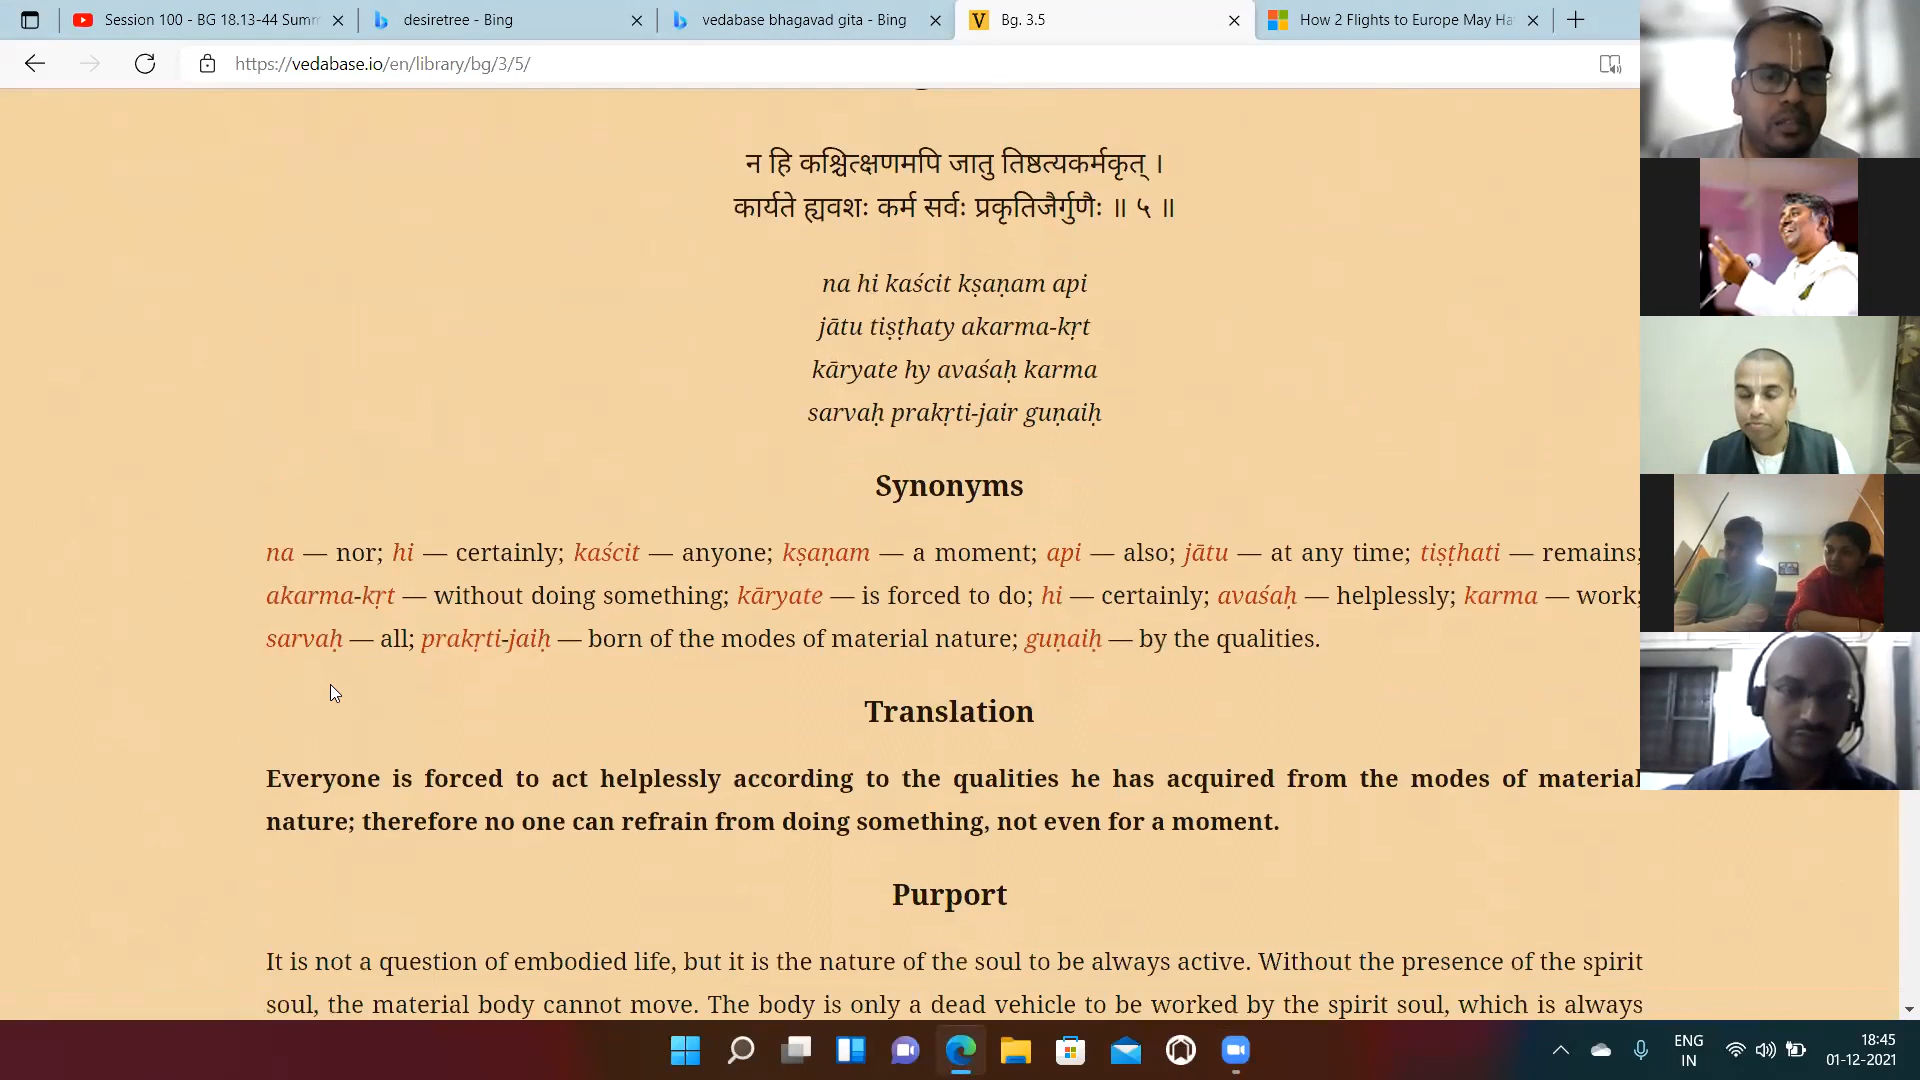 Session 100 - BG 18.13-44 Summ
desiretree - Bing
vedabase bhagavad gita - Bing
Bg. 3.5
How 2 Flights to Europe May Ha
https://vedabase.io/en/library/bg/3/5/
न हि कश्चित्क्षणमपि जातु तिष्ठत्यकर्मकृत् ।
कार्यते ह्यवशः कर्म सर्वः प्रकृतिजैर्गुणैः ॥ ५ ॥
na hi kaścit kṣaṇam api
jātu tiṣṭhaty akarma-kṛt
kāryate hy avaśaḥ karma
sarvaḥ prakṛti-jair guṇaiḥ
Synonyms
na — nor; hi — certainly; kaścit — anyone; kṣaṇam — a moment; api — also; jātu — at any time; tiṣṭhati — remains;
akarma-kṛt — without doing something; kāryate — is forced to do; hi — certainly; avaśaḥ — helplessly; karma — work;
sarvaḥ — all; prakṛti-jaiḥ — born of the modes of material nature; guṇaiḥ — by the qualities.
Translation
Everyone is forced to act helplessly according to the qualities he has acquired from the modes of material
nature; therefore no one can refrain from doing something, not even for a moment.
Purport
It is not a question of embodied life, but it is the nature of the soul to be always active. Without the presence of the spirit
soul, the material body cannot move. The body is only a dead vehicle to be worked by the spirit soul, which is always
ENG
IN
18:45
01-12-2021